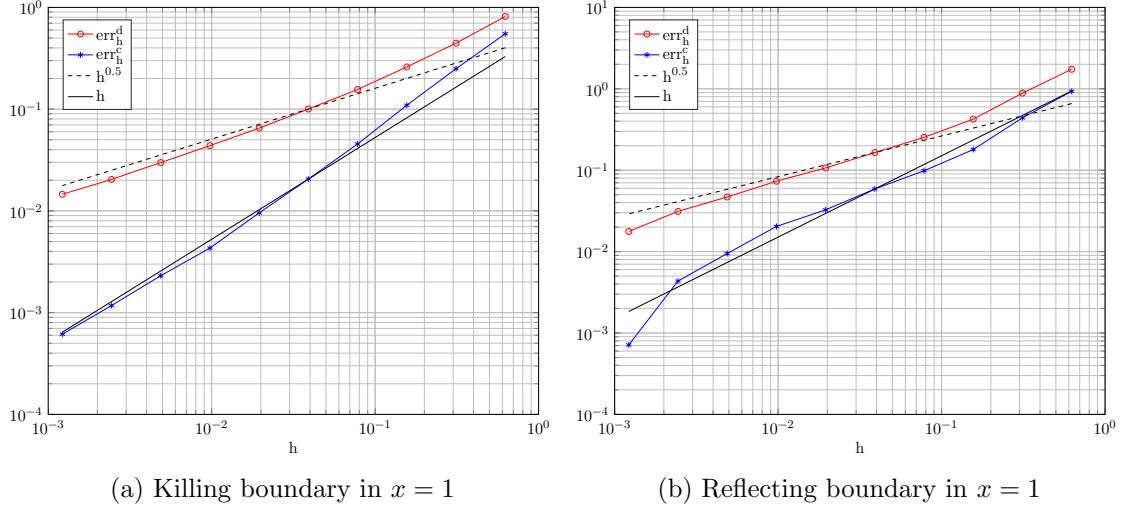 10^0
10^{-1}
10^{-2}
10^{-3}
10^{-4}
err_h^d
err_h^c
h^{0.5}
h
10^{-3} 10^{-2} 10^{-1} 10^0
h
(a) Killing boundary in x = 1
10^1
10^0
10^{-1}
10^{-2}
10^{-3}
10^{-4}
err_h^d
err_h^c
h^{0.5}
h
10^{-3} 10^{-2} 10^{-1} 10^0
h
(b) Reflecting boundary in x = 1